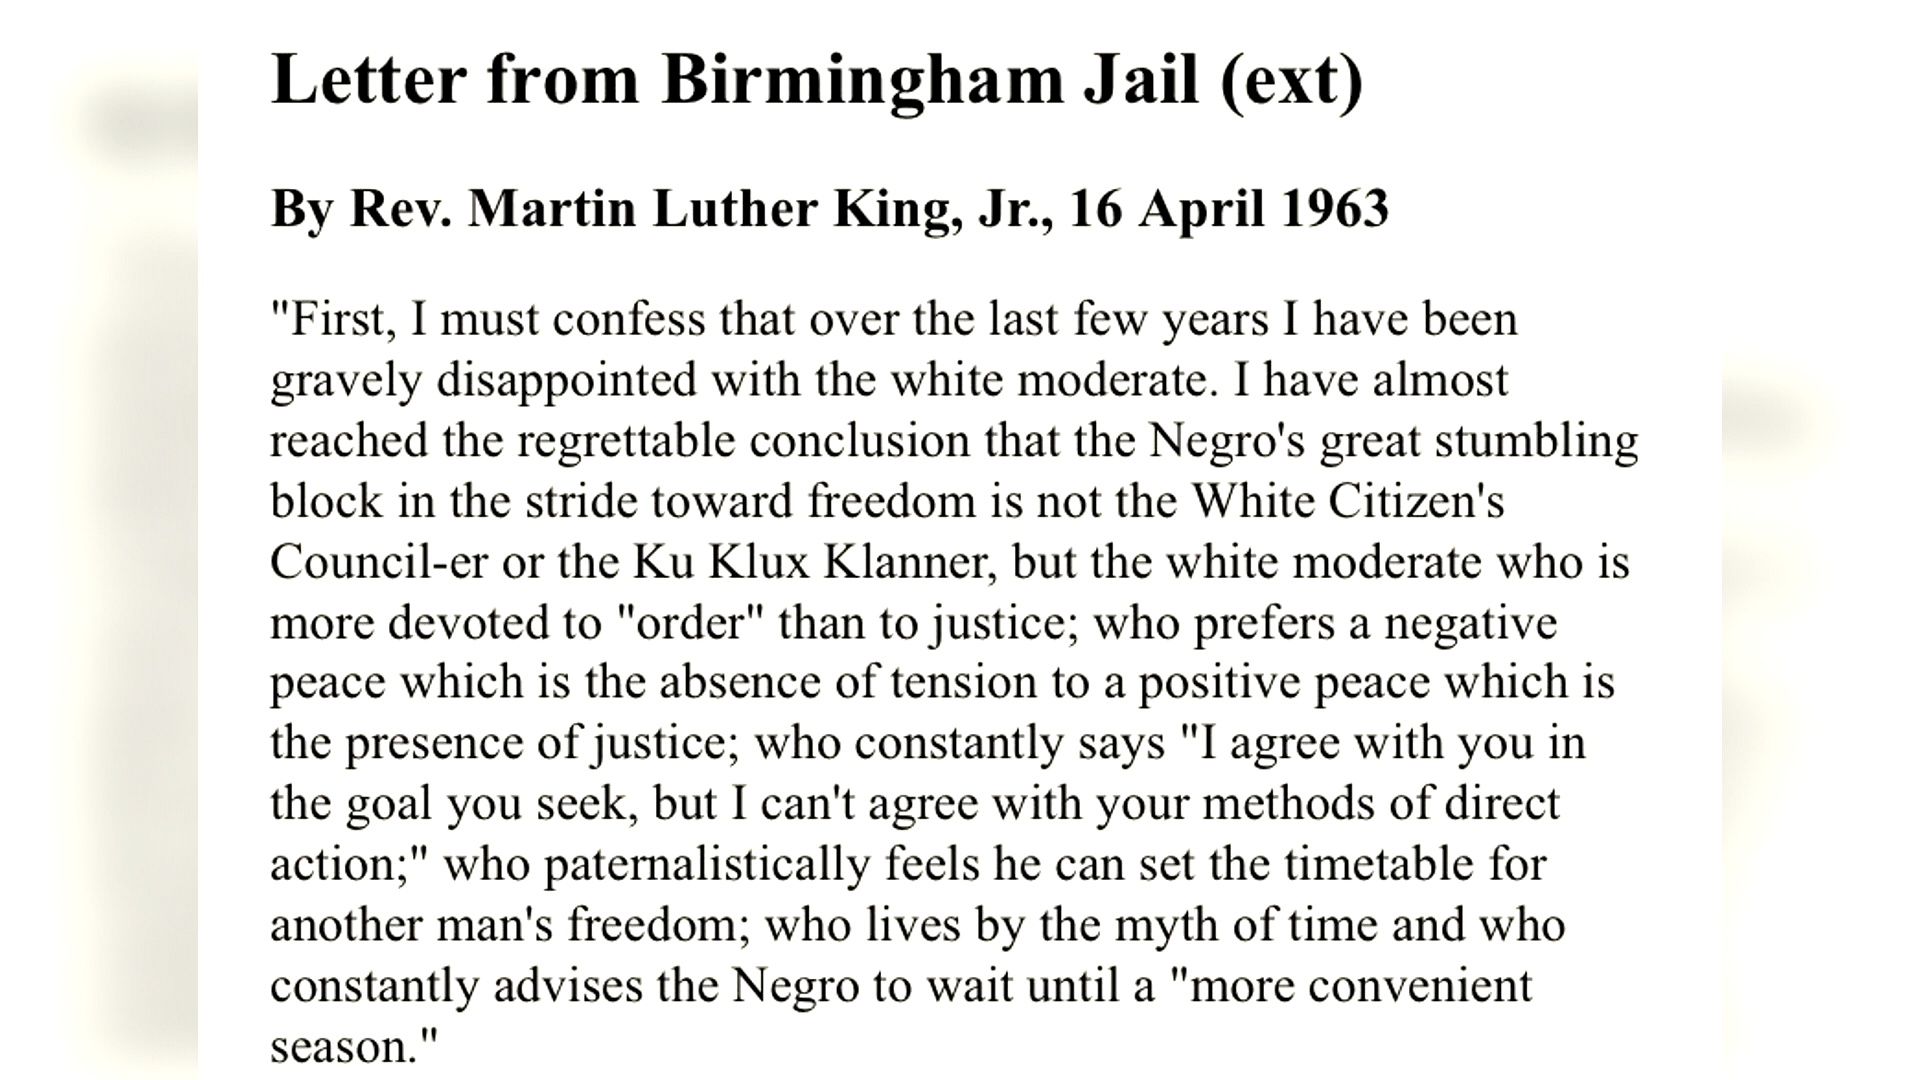 Letter from Birmingham Jail (ext)
By Rev. Martin Luther King, Jr., 16 April 1963
"First, I must confess that over the last few years I have been
gravely disappointed with the white moderate. I have almost
reached the regrettable conclusion that the Negro's great stumbling
block in the stride toward freedom is not the White Citizen's
Council-er or the Ku Klux Klanner, but the white moderate who is
more devoted to "order" than to justice; who prefers a negative
peace which is the absence of tension to a positive peace which is
the presence of justice; who constantly says "I agree with you in
the goal you seek, but I can't agree with your methods of direct
action;" who paternalistically feels he can set the timetable for
another man's freedom; who lives by the myth of time and who
constantly advises the Negro to wait until a "more convenient
season."